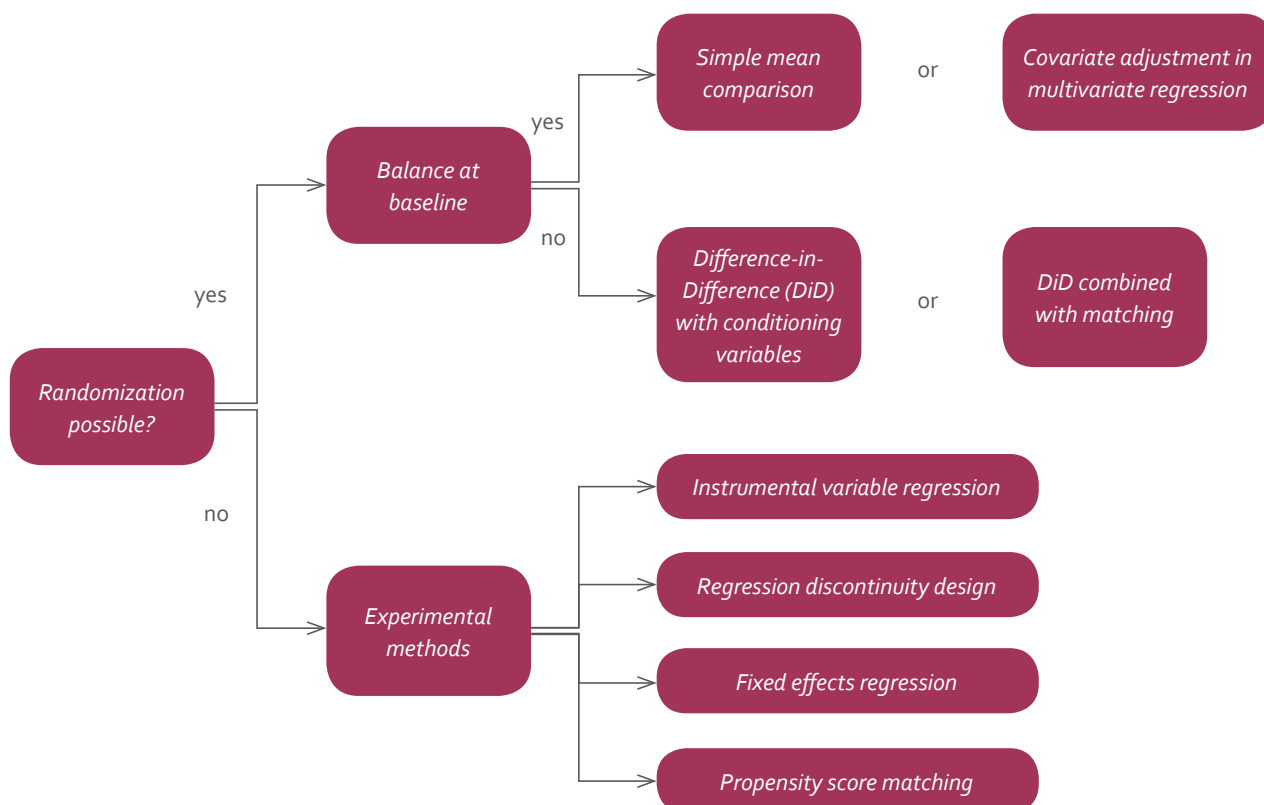 Simple mean
comparison
or
Covariate adjustment in
multivariate regression
yes
Balance at
baseline
no
Difference-in-
Difference (DiD)
with conditioning
variables
or
DiD combined
with matching
yes
Randomization
possible?
no
Instrumental variable regression
Regression discontinuity design
Experimental
methods
Fixed effects regression
Propensity score matching